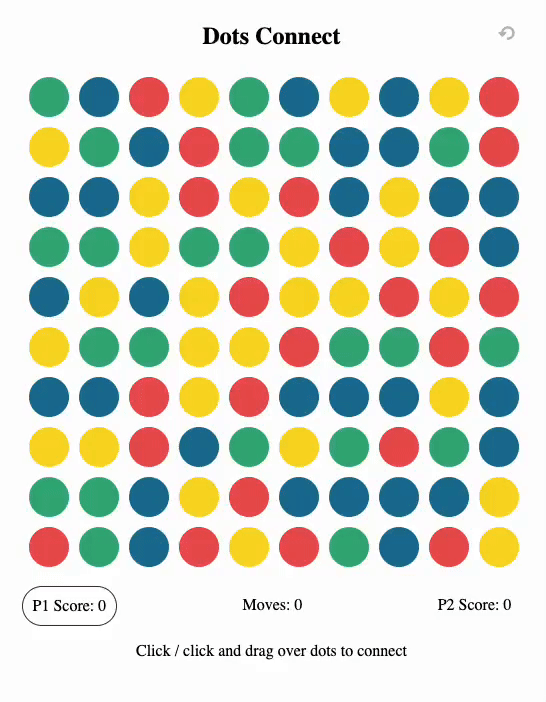 Dots Connect
P1 Score: 0
Moves: 0
P2 Score: 0
Click / click and drag over dots to connect